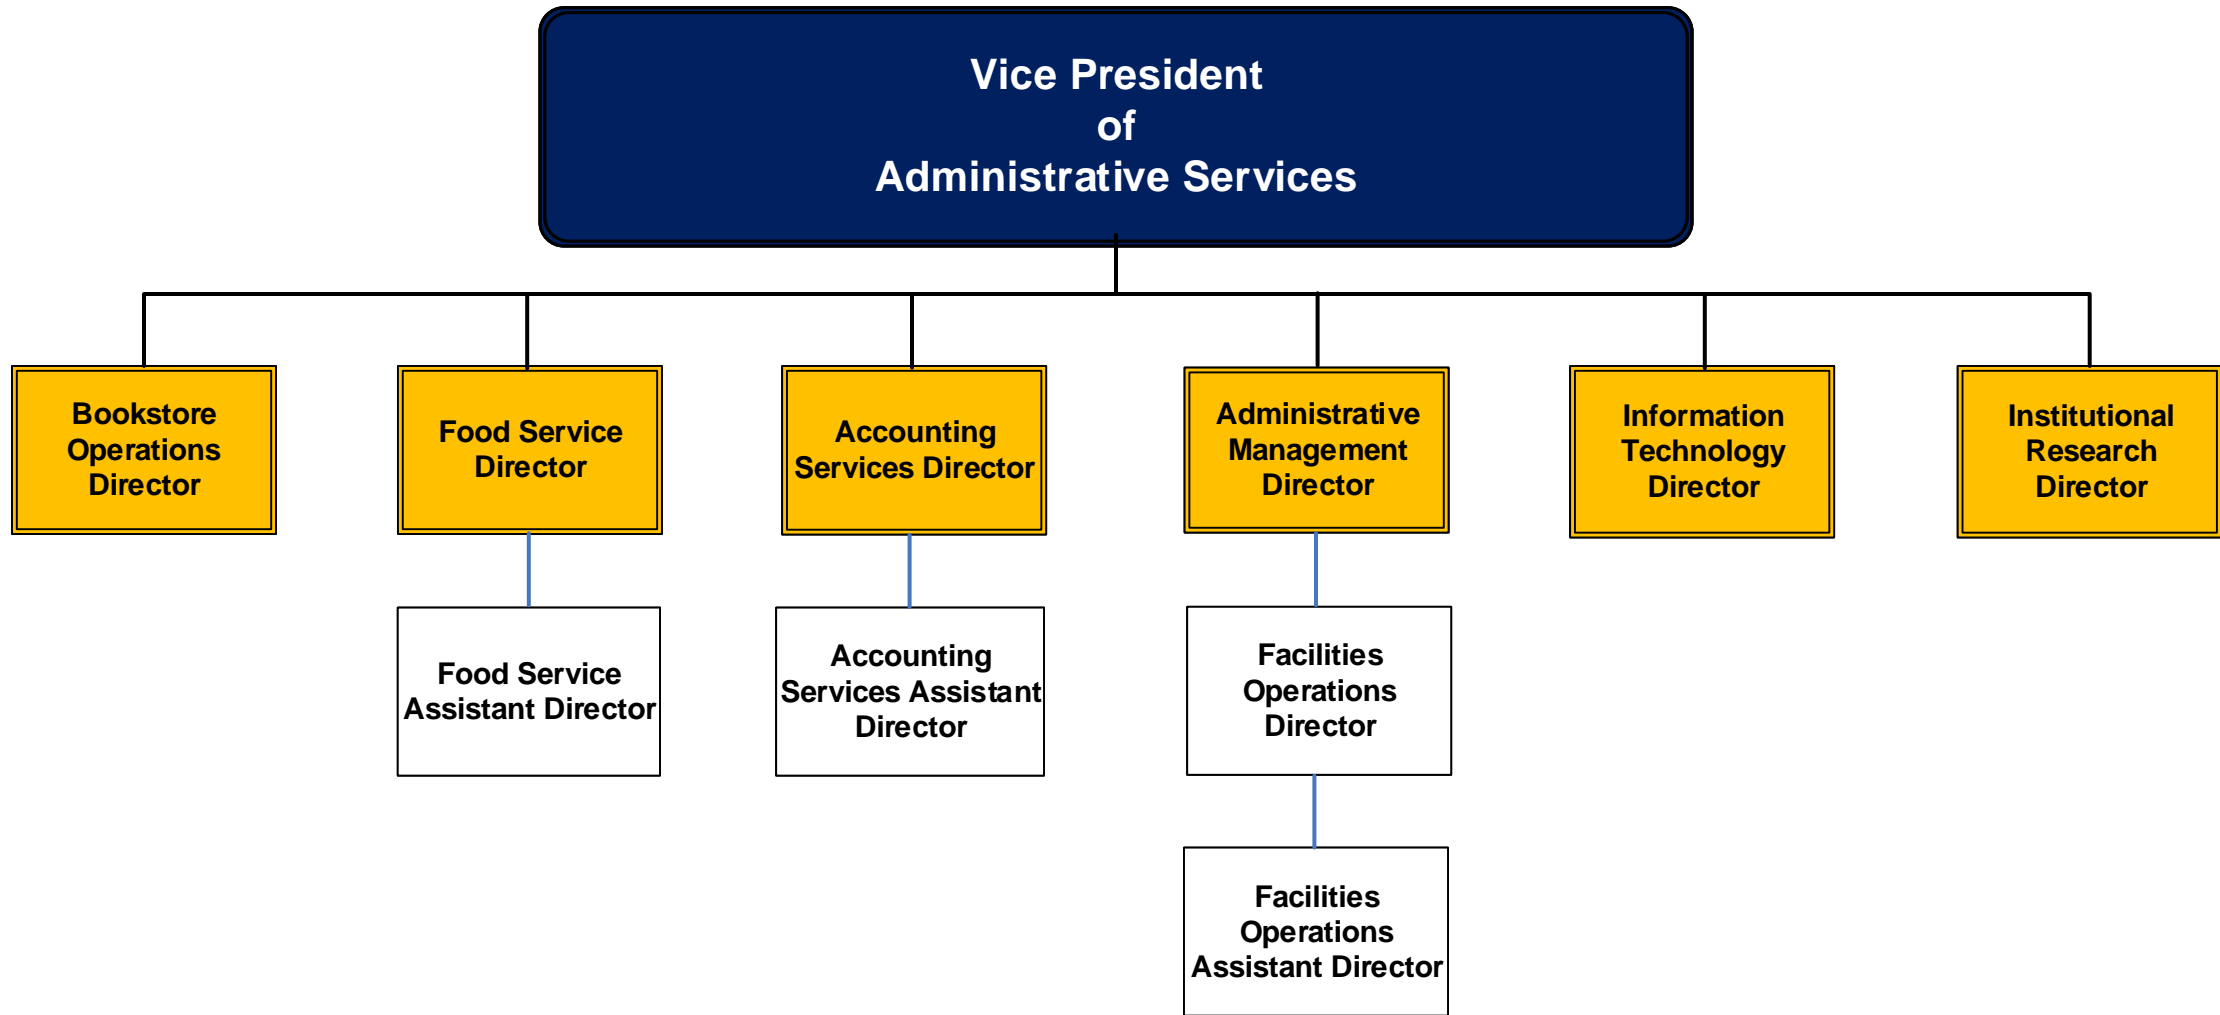 Vice President
of
Administrative Services
Bookstore
Operations
Director
Food Service
Director
Accounting
Services Director
Administrative
Management
Director
Information
Technology
Director
Institutional
Research
Director
Food Service
Assistant Director
Accounting
Services Assistant
Director
Facilities
Operations
Director
Facilities
Operations
Assistant Director